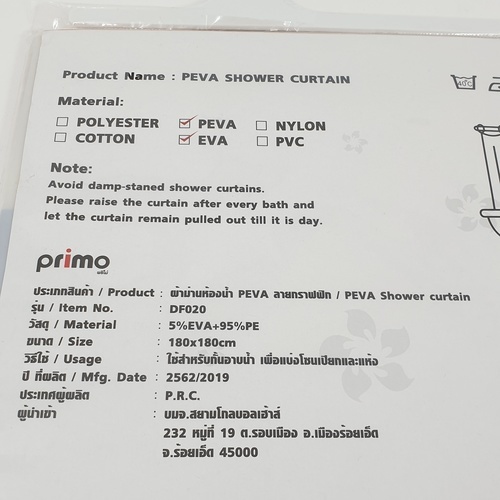 Product Name : PEVA SHOWER CURTAIN
40°C
Material:
POLYESTER PEVA NYLON
COTTON EVA PVC
Note:
Avoid damp-staned shower curtains.
Please raise the curtain after every bath and
let the curtain remain pulled out till it is day.
primo
พรีโม่
ประเภทสินค้า / Product : ผ้าม่านห้องน้ำ PEVA ลายกราฟฟิก / PEVA Shower curtain
รุ่น / Item No. : DF020
วัสดุ / Material : 5%EVA+95%PE
ขนาด / Size : 180x180cm
วิธีใช้ / Usage : ใช้สำหรับกั้นอาบน้ำ เพื่อแบ่งโซนเปียกและแห้ง
ปี ที่ผลิต / Mfg. Date : 2562/2019
ประเทศผู้ผลิต : P.R.C.
ผู้นำเข้า : บมจ.สยามโกลบอลเฮ้าส์
232 หมู่ที่ 19 ต.รอบเมือง อ.เมืองร้อยเอ็ด
จ.ร้อยเอ็ด 45000